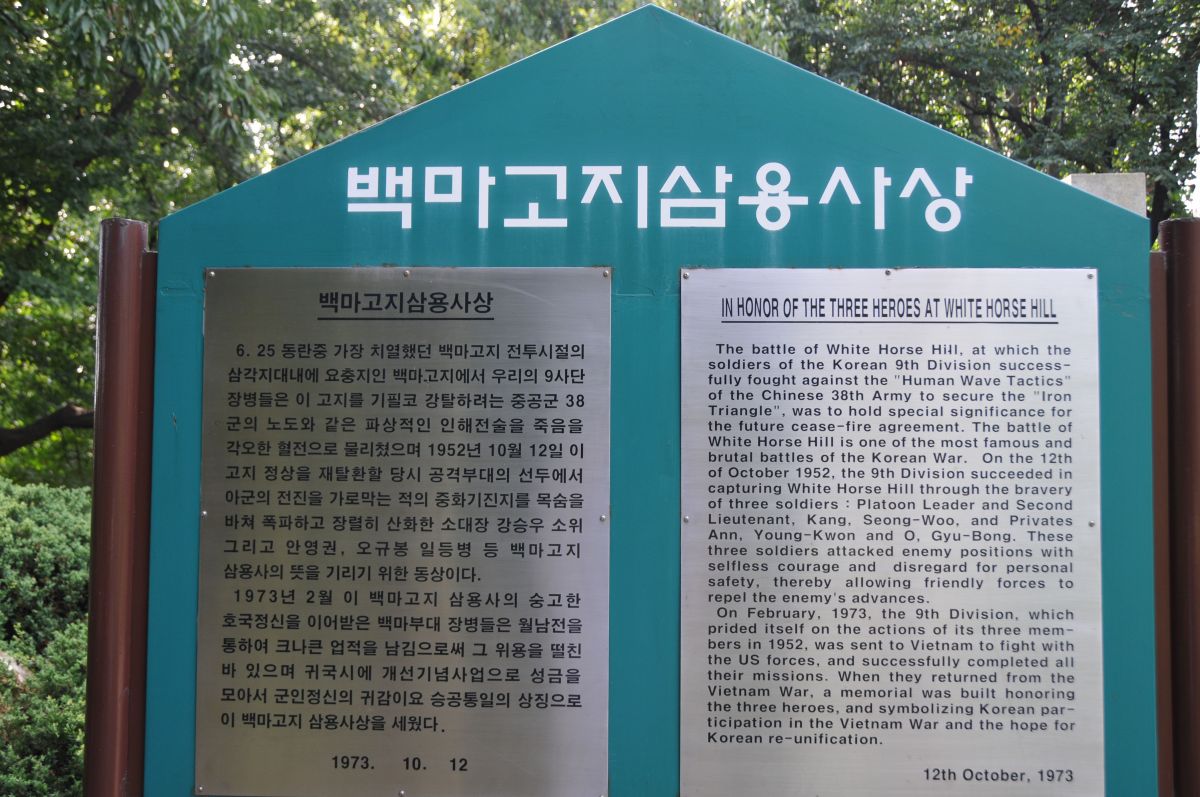 백마고지삼용사상
백마고지삼용사상
6. 25 동란중 가장 치열했던 백마고지 전투시절의
삼각지대내에 요충지인 백마고지에서 우리의 9사단
장병들은 이 고지를 기필코 강탈하려는 중공군 38
군의 노도와 같은 파상적인 인해전술을 죽음을
각오한 혈전으로 물리쳤으며 1952년 10월 12일 이
고지 정상을 재탈환할 당시 공격부대의 선두에서
아군의 전진을 가로막는 적의 중화기진지를 목숨을
바쳐 폭파하고 장렬히 산화한 소대장 강승우 소위
그리고 안영권, 오규봉 일등병 등 백마고지
삼용사의 뜻을 기리기 위한 동상이다.
1973년 2월 이 백마고지 삼용사의 숭고한
호국정신을 이어받은 백마부대 장병들은 월남전을
통하여 크나큰 업적을 남김으로써 그 위용을 떨친
바 있으며 귀국시에 개선기념사업으로 성금을
모아서 군인정신의 귀감이요 승공통일의 상징으로
이 백마고지 삼용사상을 세웠다.
1973. 10. 12
IN HONOR OF THE THREE HEROES AT WHITE HORSE HILL
The battle of White Horse Hill, at which the
soldiers of the Korean 9th Division success-
fully fought against the "Human Wave Tactics"
of the Chinese 38th Army to secure the "Iron
Triangle", was to hold special significance for
the future cease-fire agreement. The battle of
White Horse Hill is one of the most famous and
brutal battles of the Korean War. On the 12th
of October 1952, the 9th Division succeeded in
capturing White Horse Hill through the bravery
of three soldiers : Platoon Leader and Second
Lieutenant, Kang, Seong-Woo, and Privates
Ann, Young-Kwon and O, Gyu-Bong. These
three soldiers attacked enemy positions with
selfless courage and disregard for personal
safety, thereby allowing friendly forces to
repel the enemy's advances.
On February, 1973, the 9th Division, which
prided itself on the actions of its three mem-
bers in 1952, was sent to Vietnam to fight with
the US forces, and successfully completed all
their missions. When they returned from the
Vietnam War, a memorial was built honoring
the three heroes, and symbolizing Korean par-
ticipation in the Vietnam War and the hope for
Korean re-unification.
12th October, 1973